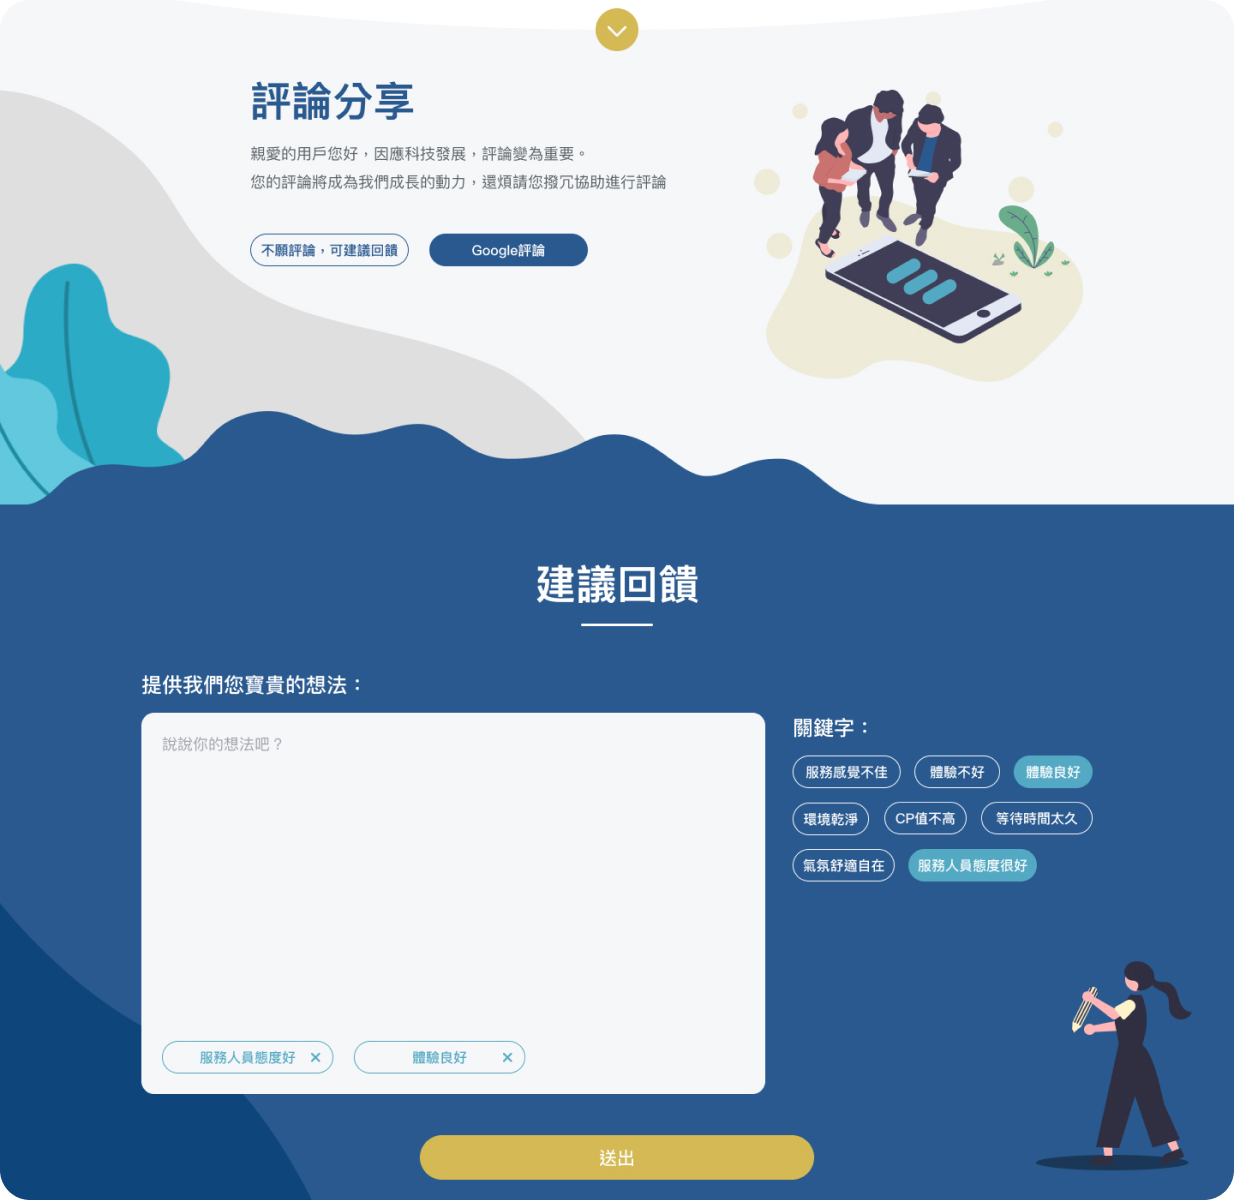 評論分享
親愛的用戶您好，因應科技發展，評論變為重要。
您的評論將成為我們成長的動力，還煩請您撥冗協助進行評論
不願評論，可建議回饋
Google評論
建議回饋
提供我們您寶貴的想法：
說說你的想法吧？
關鍵字：
服務感覺不佳
體驗不好
體驗良好
環境乾淨
CP值不高
等待時間太久
氣氛舒適自在
服務人員態度很好
服務人員態度好 ×
體驗良好 ×
送出